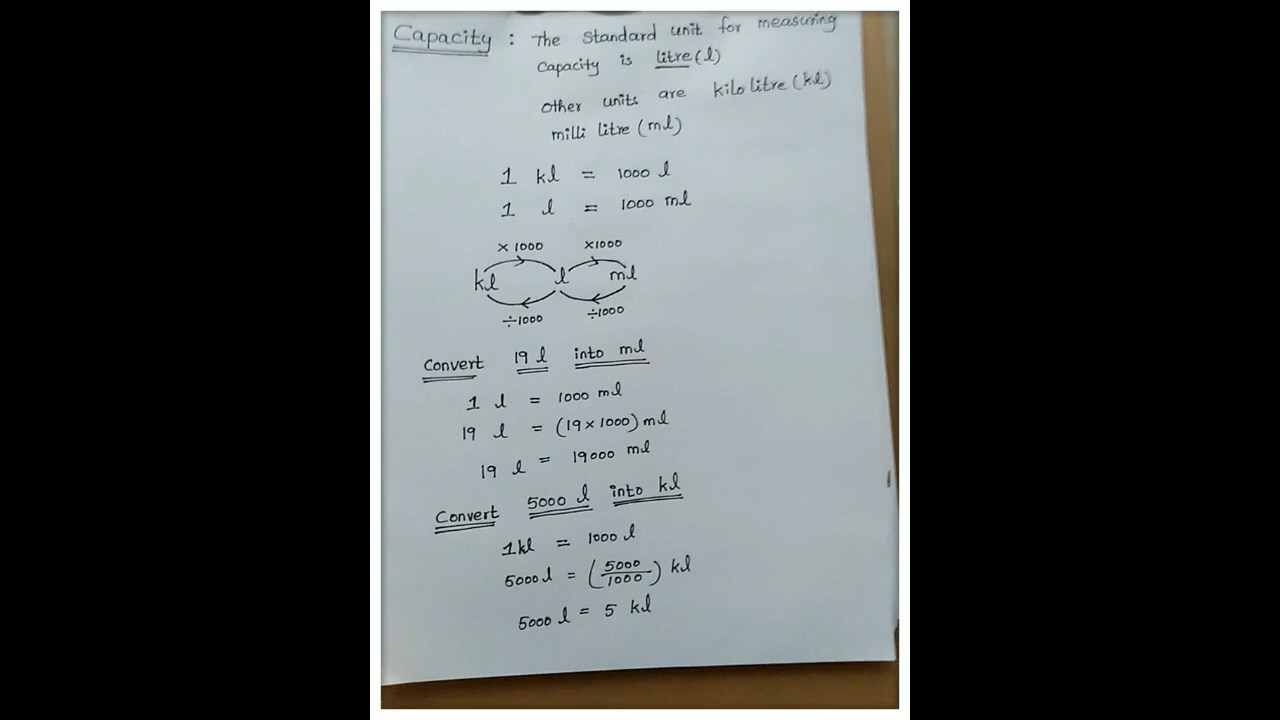 Capacity : The Standard unit for measuring
Capacity is litre (l)
Other units are kilo litre (kl)
milli litre (ml)
1 kl = 1000 l
1 l = 1000 ml
×1000 ×1000
kl l ml
÷1000 ÷1000
Convert 19 l into ml
1 l = 1000 ml
19 l = (19 × 1000) ml
19 l = 19000 ml
Convert 5000 l into kl
1kl = 1000 l
5000 l = (5000/1000) kl
5000 l = 5 kl